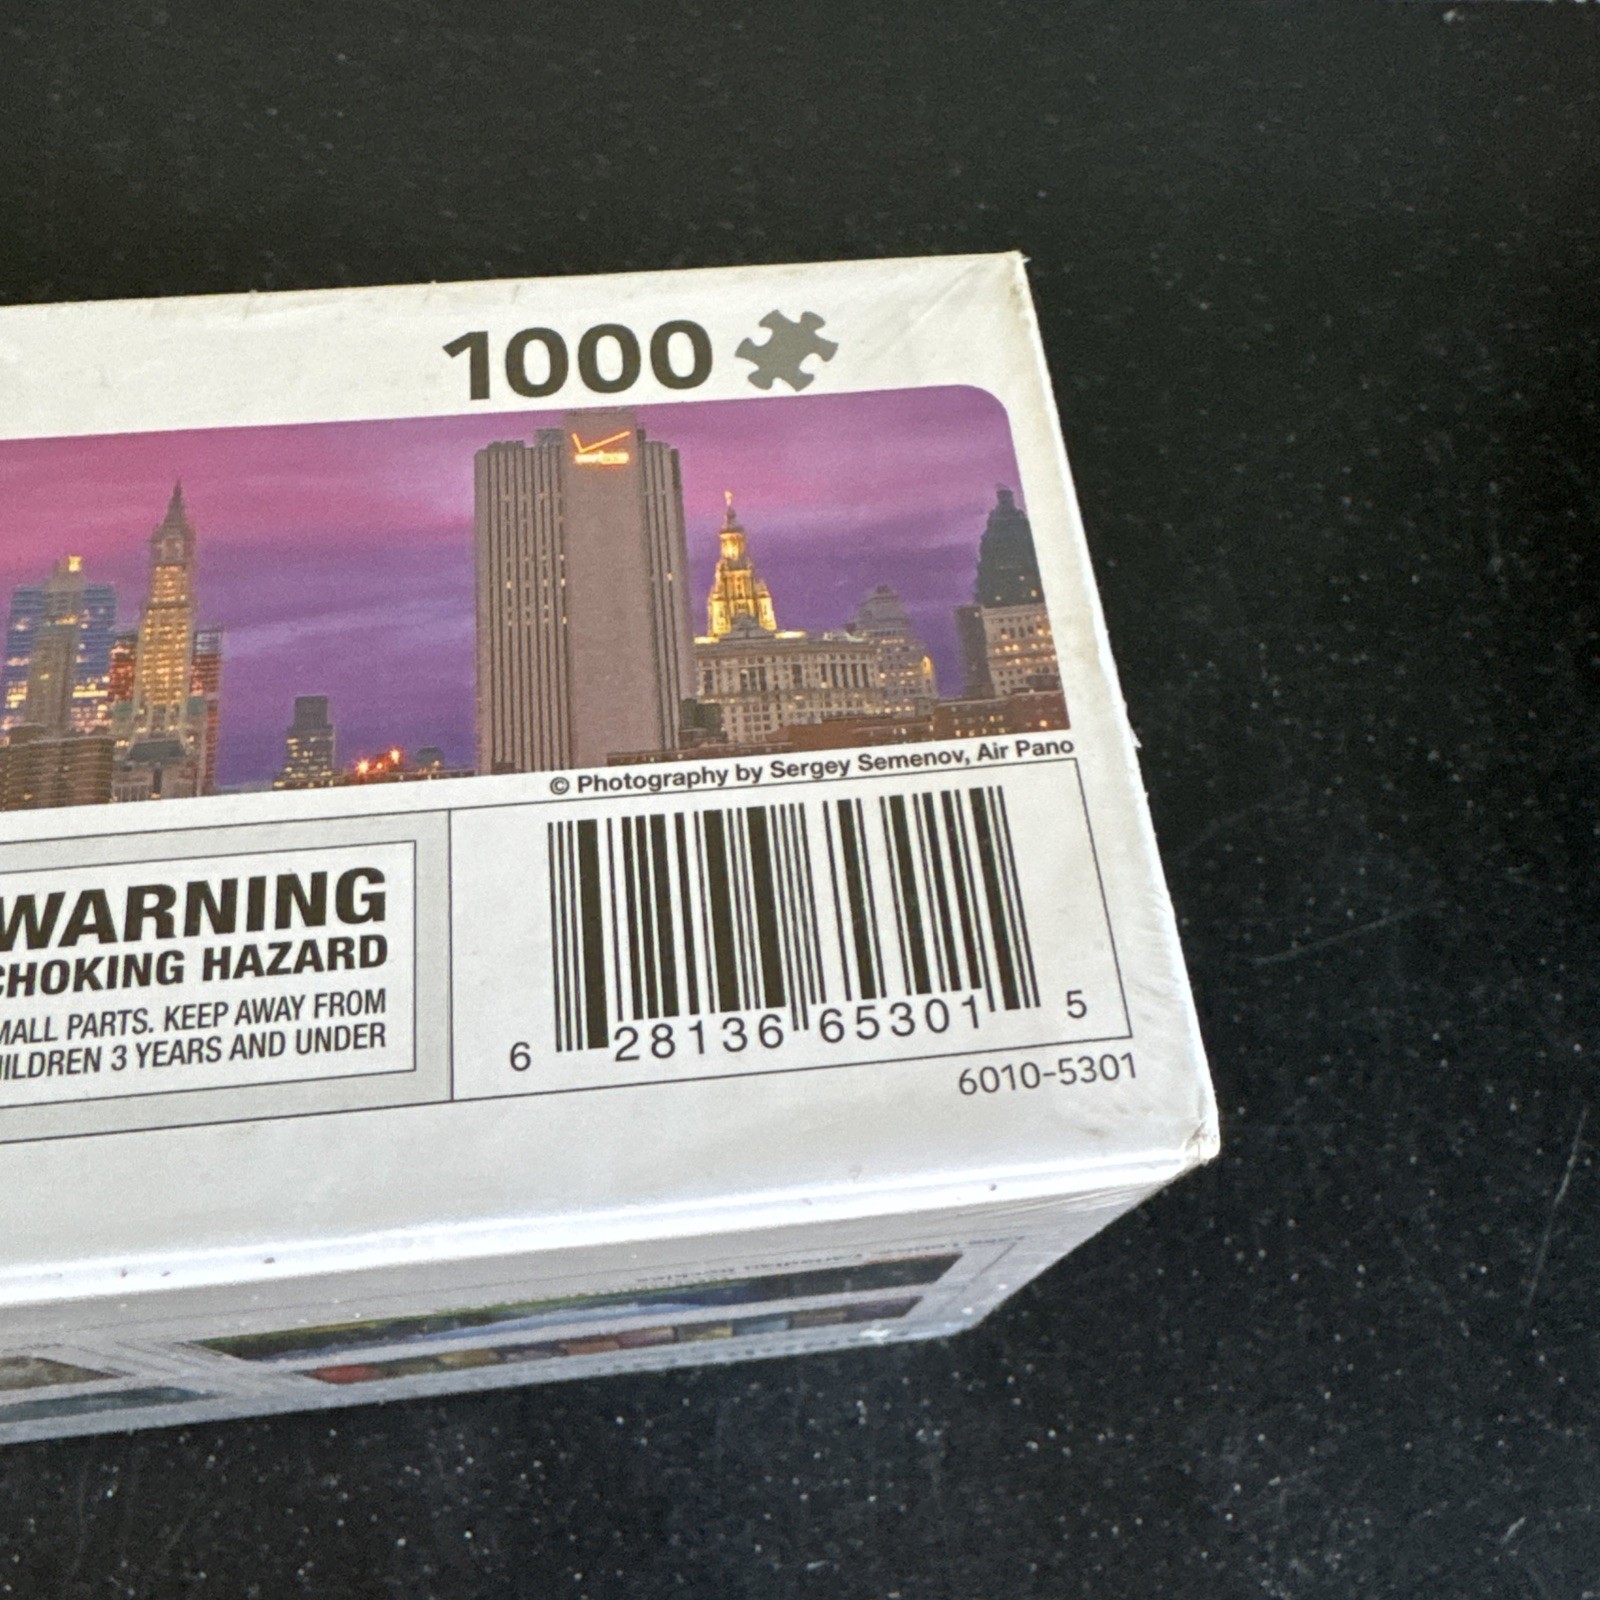 1000
verizon
© Photography by Sergey Semenov, Air Pano
WARNING
CHOKING HAZARD
MALL PARTS. KEEP AWAY FROM
HILDREN 3 YEARS AND UNDER
6 28136 65301 5
6010-5301